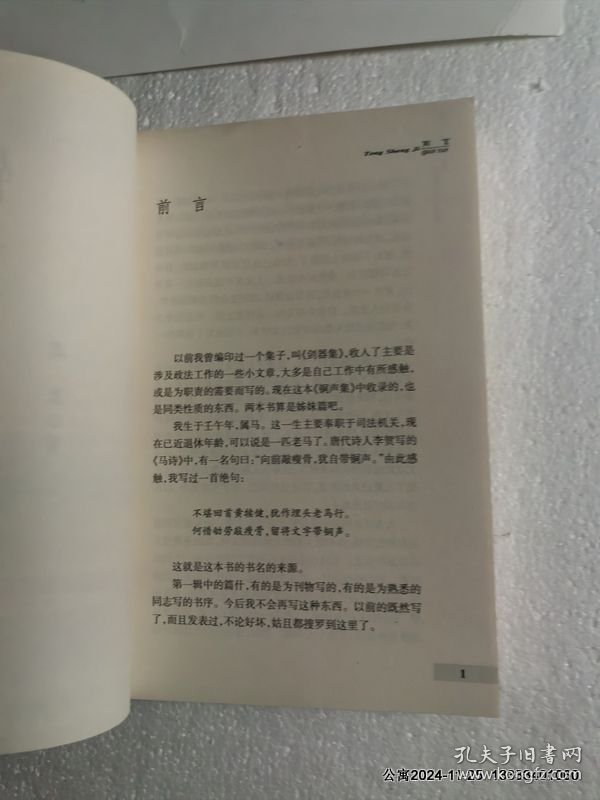 Tong Sheng Ji
前言
QIAN YAN
前 言
以前我曾编印过一个集子，叫《剑器集》，收入了主要是
涉及政法工作的一些小文章，大多是自己工作中有所感触，
或是为职责的需要而写的。现在这本《铜声集》中收录的，也
是同类性质的东西。两本书算是姊妹篇吧。
我生于壬午年，属马。这一生主要奉职于司法机关，现
在已近退休年龄，可以说是一匹老马了。唐代诗人李贺写的
《马诗》中，有一名句曰：“向前敲瘦骨，犹自带铜声。”由此感
触，我写过一首绝句：
不堪回首黄犊健，犹作埋头老马行。
何惜劬劳敲瘦骨，留将文字带铜声。
这就是这本书的书名的来源。
第一辑中的篇什，有的是为刊物写的，有的是为熟悉的
同志写的书序。今后我不会再写这种东西。以前的既然写
了，而且发表过，不论好坏，姑且都搜罗到这里了。
1
孔夫子旧书网
公寓2024-11-25